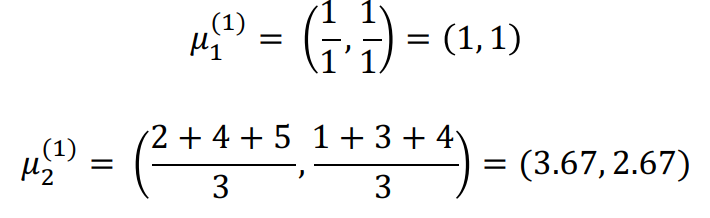 μ₁⁽¹⁾ = (1/1, 1/1) = (1, 1)
μ₂⁽¹⁾ = ((2 + 4 + 5)/3, (1 + 3 + 4)/3) = (3.67, 2.67)